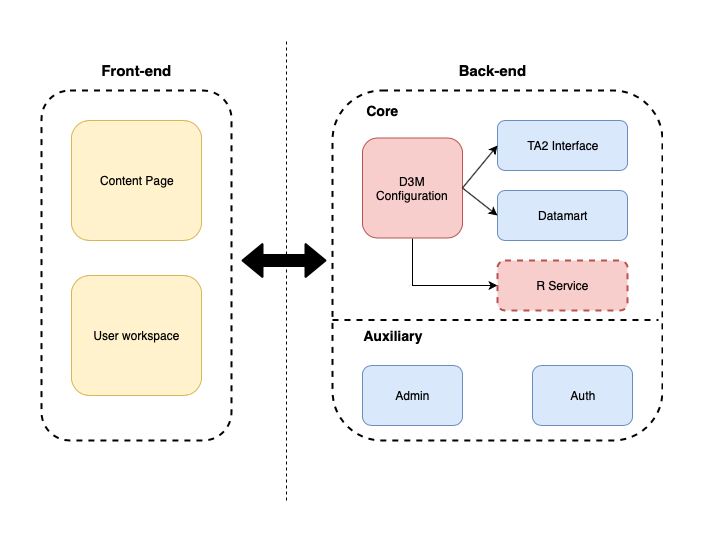 Front-end
Content Page
User workspace
Back-end
Core
D3M
Configuration
TA2 Interface
Datamart
R Service
Auxiliary
Admin
Auth